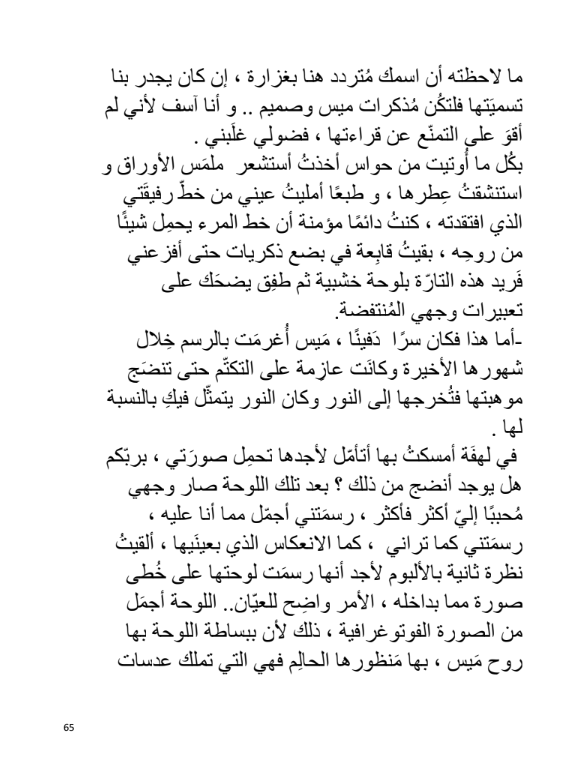 ما لاحظته أن اسمك مُتردد هنا بغزارة ، إن كان يجدر بنا
تسميَتها فلتكُن مُذكرات ميس وصميم .. و أنا آسف لأني لم
أقوَ على التمنّع عن قراءتها ، فضولي غلَبني .
بكُل ما أُوتيت من حواس أخذتُ أستشعر ملمَس الأوراق و
استنشقتُ عِطرها ، و طبعًا أمليتُ عيني من خطّ رفيقَتي
الذي افتقدته ، كنتُ دائمًا مؤمنة أن خط المرء يحمِل شيئًا
من روحِه ، بقيتُ قابِعة في بضع ذكريات حتى أفزعني
فَريد هذه التارّة بلوحة خشبية ثم طفِق يضحَك على
تعبيرات وجهي المُنتفضة.
-أما هذا فكان سرًا دَفينًا ، مَيس أُغرمَت بالرسم خِلال
شهورها الأخيرة وكانَت عازِمة على التكتّم حتى تنضَج
موهبتها فتُخرجها إلى النور وكان النور يتمثّل فيكِ بالنسبة
لها .
في لهفَة أمسكتُ بها أتأمّل لأجدها تحمِل صورَتي ، بربّكم
هل يوجد أنضج من ذلك ؟ بعد تلك اللوحة صار وجهي
مُحببًا إليّ أكثر فأكثر ، رسمَتني أجمّل مما أنا عليه ،
رسمَتني كما تراني ، كما الانعكاس الذي بعينَيها ، ألقيتُ
نظرة ثانية بالألبوم لأجد أنها رسمَت لوحتها على خُطى
صورة مما بداخله ، الأمر واضِح للعيّان.. اللوحة أجمَل
من الصورة الفوتوغرافية ، ذلك لأن ببساطة اللوحة بها
روح مَيس ، بها مَنظورها الحالِم فهي التي تملك عدسات
65